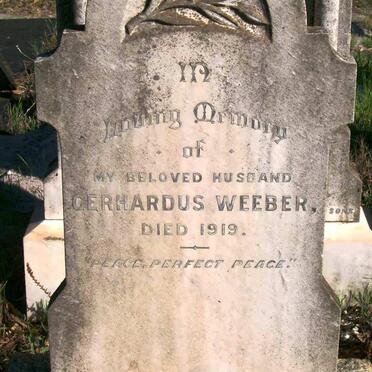 In
Loving Memory
of
MY BELOVED HUSBAND
GERHARDUS WEEBER,
DIED 1919.
"PEACE, PERFECT PEACE."